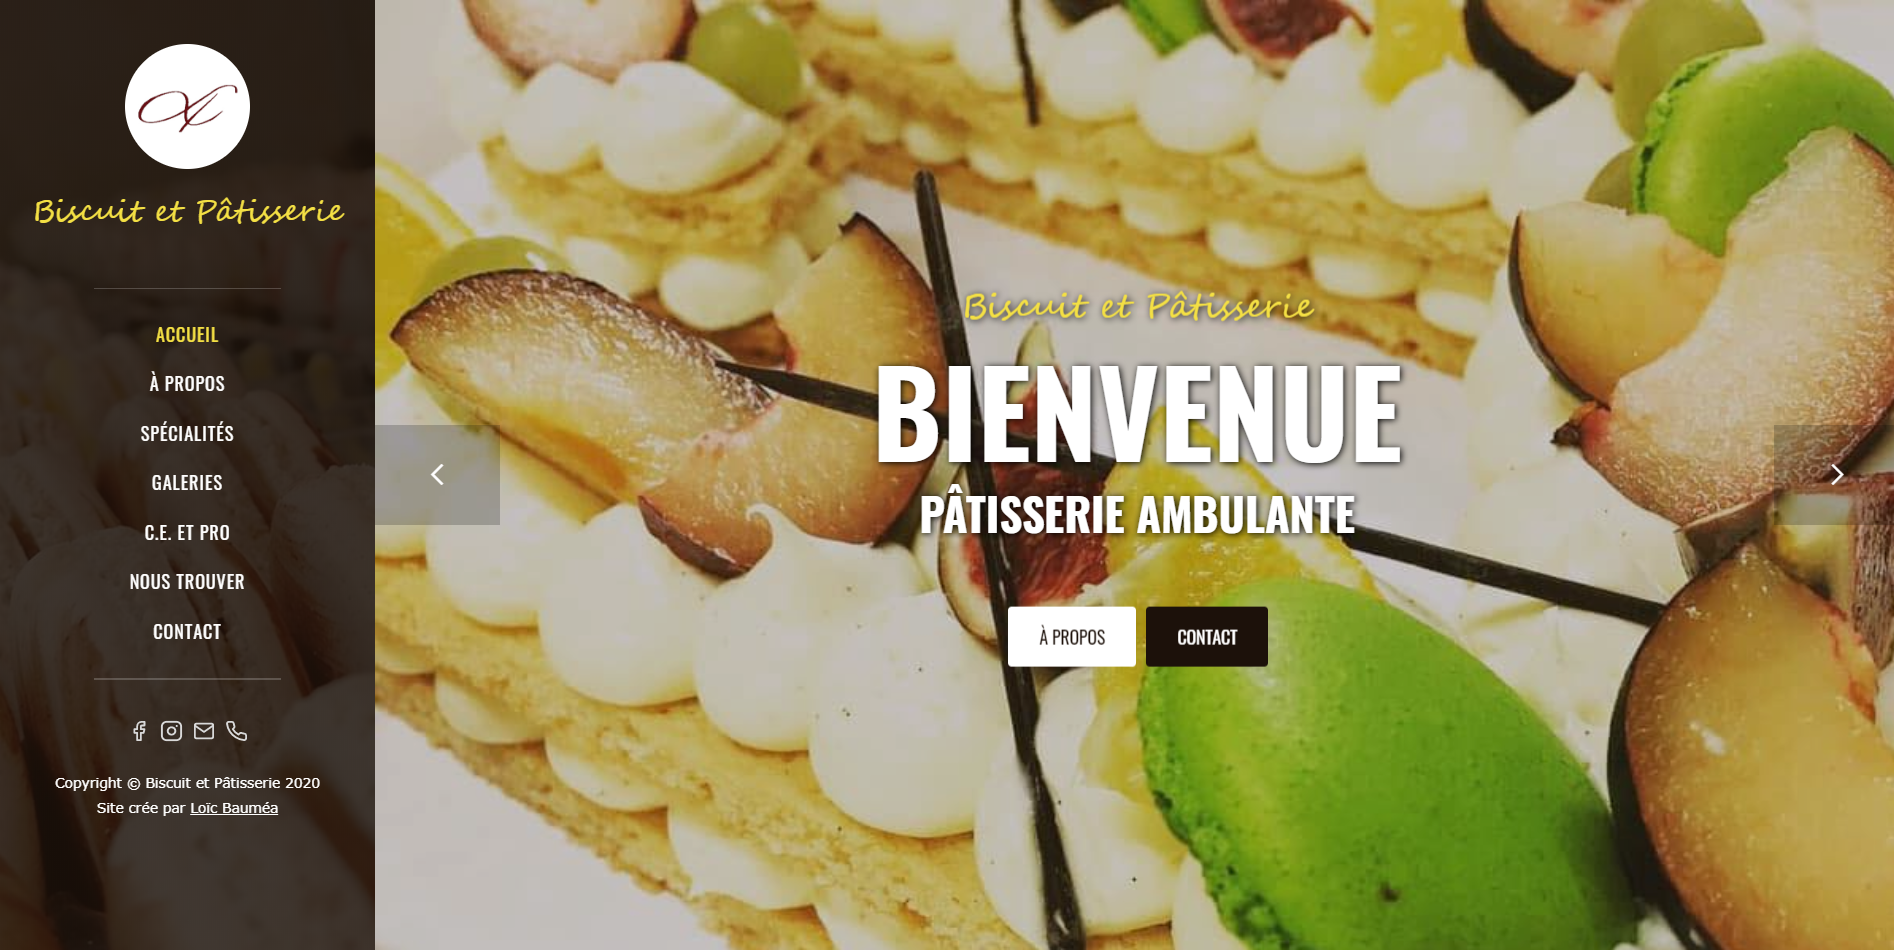 Biscuit et Pâtisserie
ACCUEIL
À PROPOS
SPÉCIALITÉS
GALERIES
C.E. ET PRO
NOUS TROUVER
CONTACT
Copyright © Biscuit et Pâtisserie 2020
Site crée par Loïc Bauméa
Biscuit et Pâtisserie
BIENVENUE
PÂTISSERIE AMBULANTE
À PROPOS
CONTACT